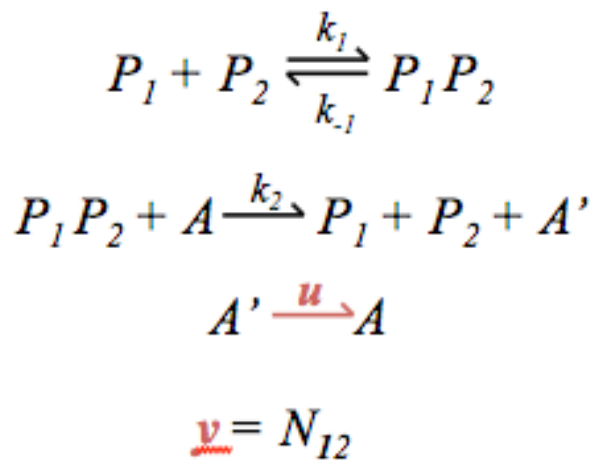 P₁ + P₂ ⇌ P₁P₂
k₁
k₋₁
P₁P₂ + A ⇀ P₁ + P₂ + A’
k₂
A’ ⇀ A
u
v = N₁₂